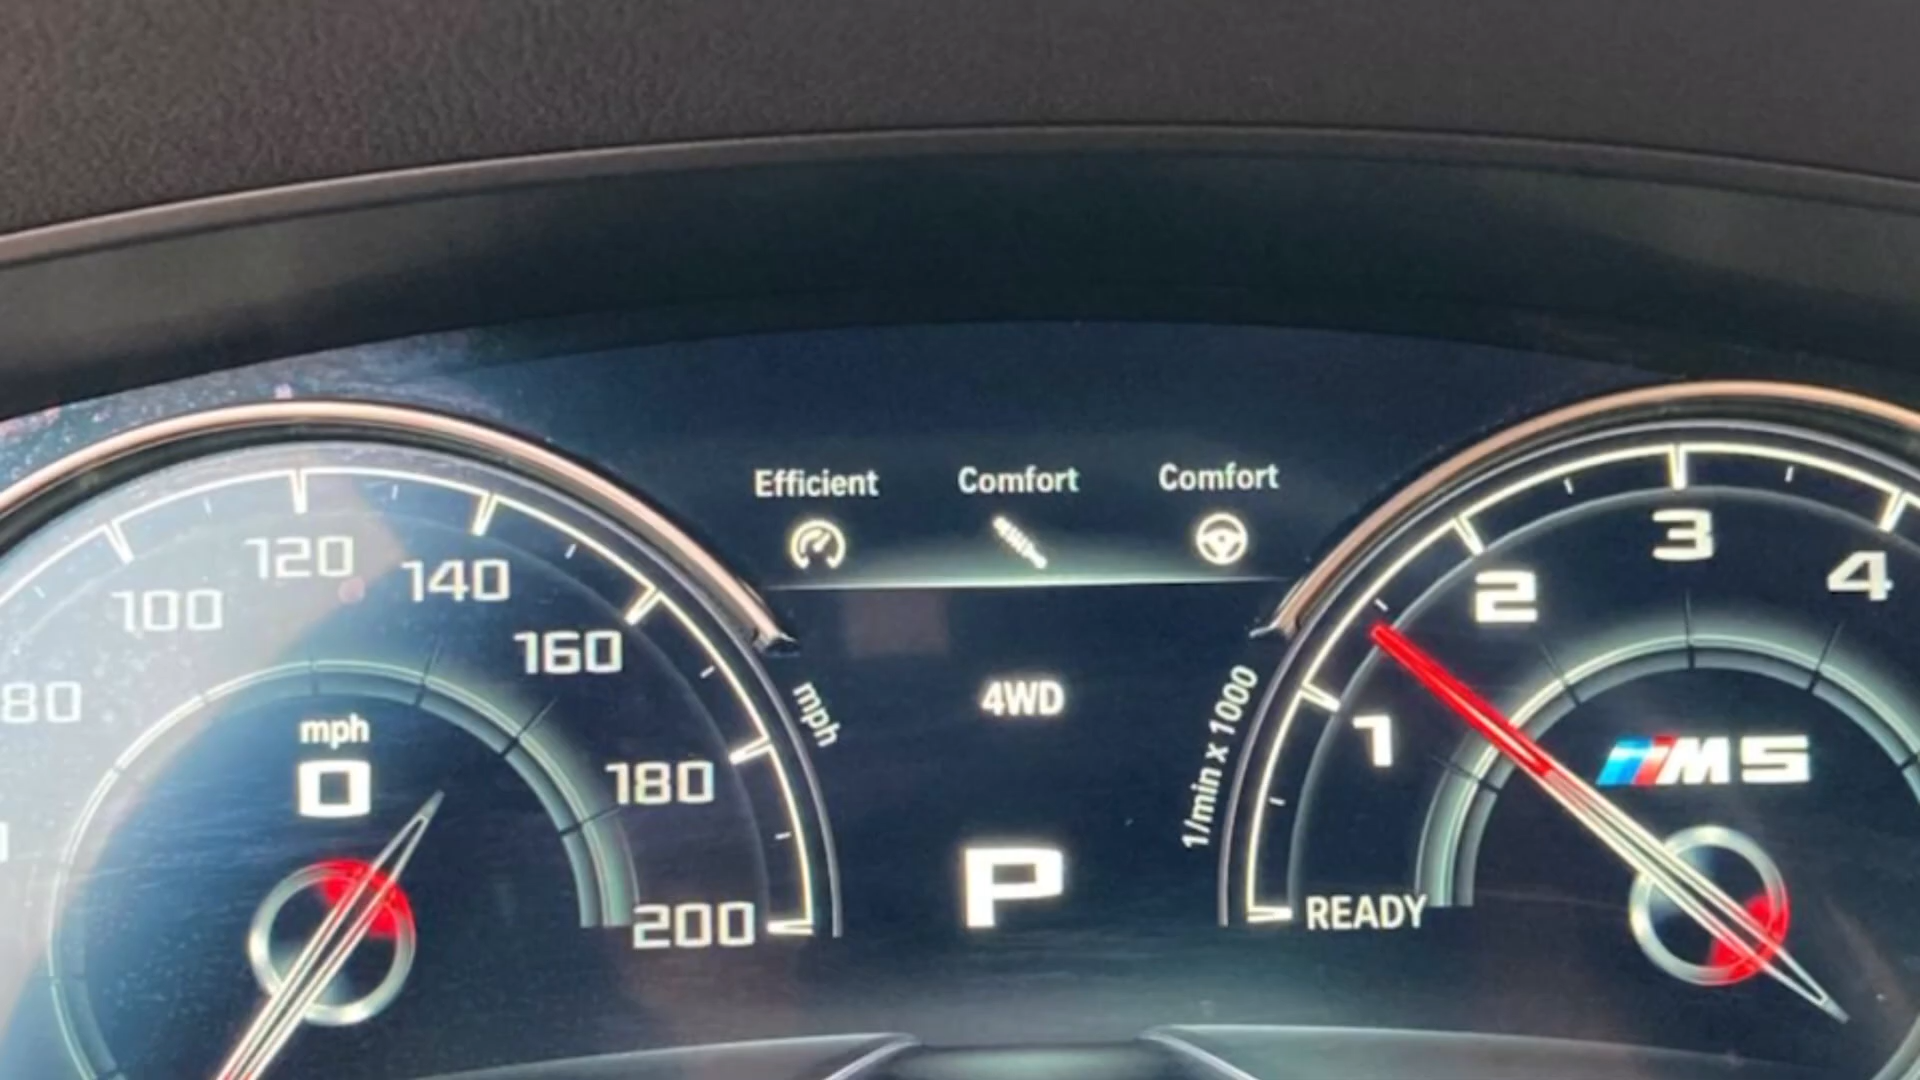 Efficient Comfort Comfort
80 100 120 140 160 180 200
mph
mph
0
4WD
P
1/min x 1000
READY 1 2 3 4
M5